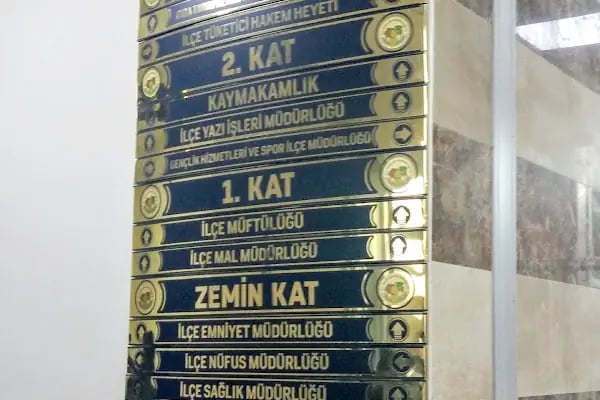 İLÇE TÜKETİCİ HAKEM HEYETİ
2. KAT
KAYMAKAMLIK
İLÇE YAZI İŞLERİ MÜDÜRLÜĞÜ
GENÇLİK HİZMETLERİ VE SPOR İLÇE MÜDÜRLÜĞÜ
1. KAT
İLÇE MÜFTÜLÜĞÜ
İLÇE MAL MÜDÜRLÜĞÜ
ZEMİN KAT
İLÇE EMNİYET MÜDÜRLÜĞÜ
İLÇE NÜFUS MÜDÜRLÜĞÜ
İLÇE SAĞLIK MÜDÜRLÜĞÜ